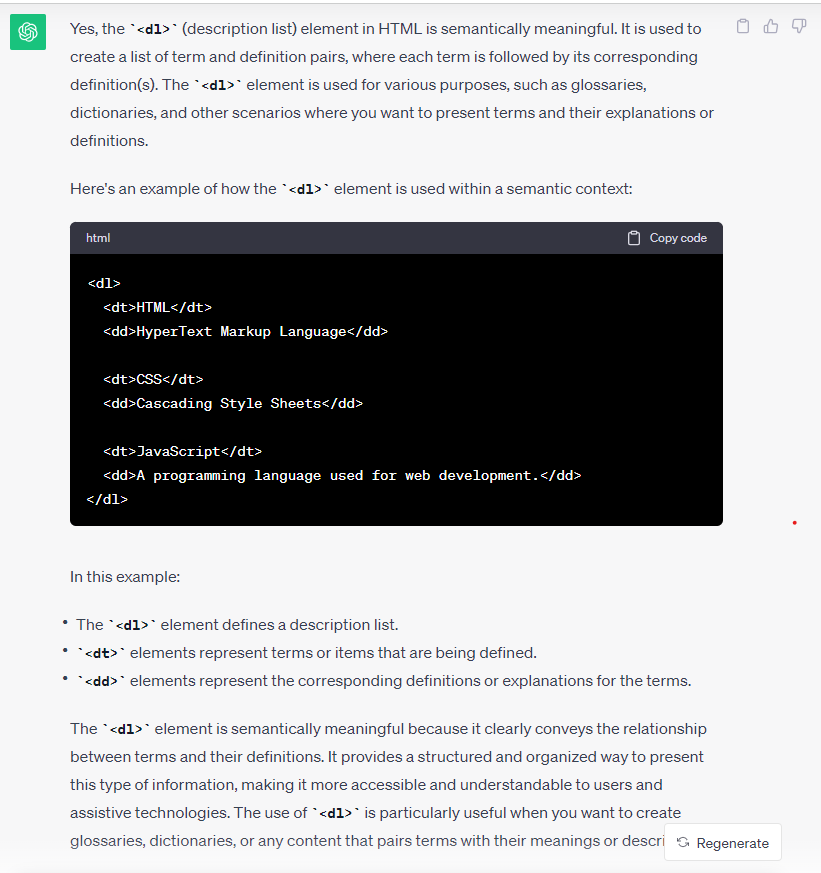 Yes, the `<dl>` (description list) element in HTML is semantically meaningful. It is used to
create a list of term and definition pairs, where each term is followed by its corresponding
definition(s). The `<dl>` element is used for various purposes, such as glossaries,
dictionaries, and other scenarios where you want to present terms and their explanations or
definitions.
Here's an example of how the `<dl>` element is used within a semantic context:
html Copy code
<dl>
  <dt>HTML</dt>
  <dd>HyperText Markup Language</dd>
  <dt>CSS</dt>
  <dd>Cascading Style Sheets</dd>
  <dt>JavaScript</dt>
  <dd>A programming language used for web development.</dd>
</dl>
In this example:
• The `<dl>` element defines a description list.
• `<dt>` elements represent terms or items that are being defined.
• `<dd>` elements represent the corresponding definitions or explanations for the terms.
The `<dl>` element is semantically meaningful because it clearly conveys the relationship
between terms and their definitions. It provides a structured and organized way to present
this type of information, making it more accessible and understandable to users and
assistive technologies. The use of `<dl>` is particularly useful when you want to create
glossaries, dictionaries, or any content that pairs terms with their meanings or descri
Regenerate